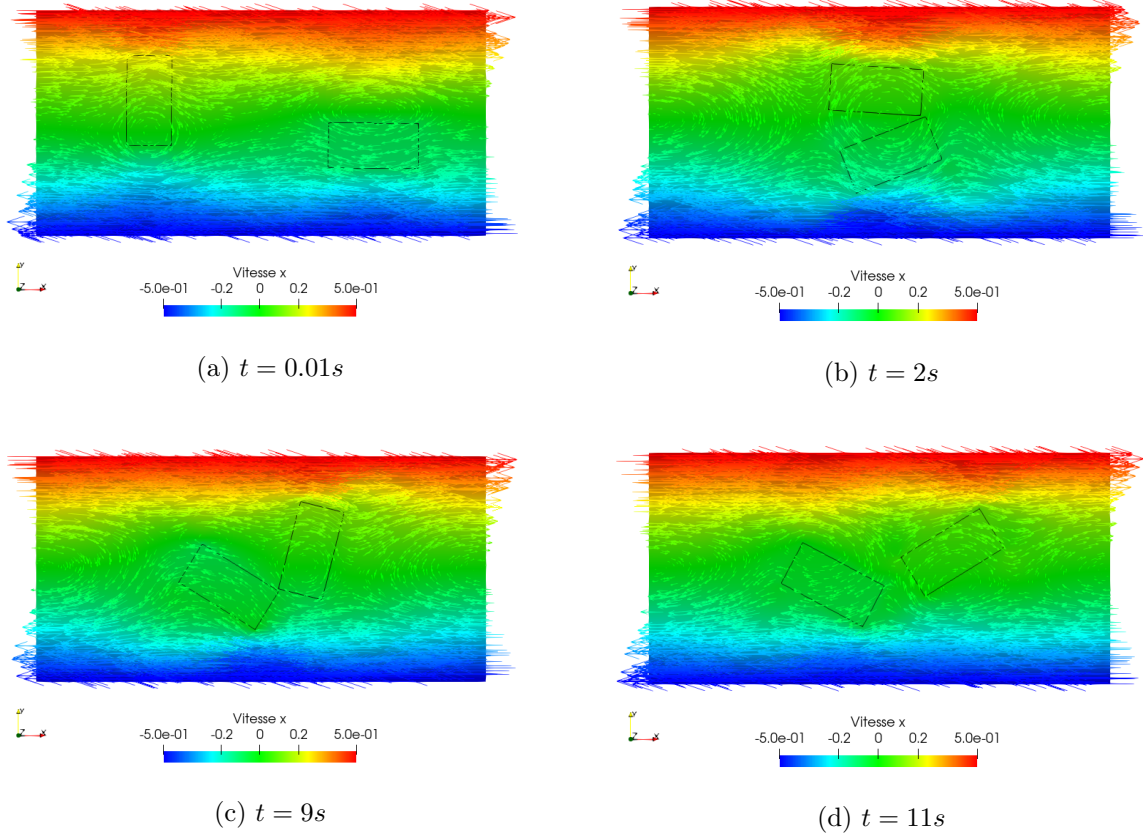 Y
Z
X
Vitesse x
-5.0e-01 -0.2 0 0.2 5.0e-01
(a) t = 0.01s
Y
Z
X
Vitesse x
-5.0e-01 -0.2 0 0.2 5.0e-01
(b) t = 2s
Y
Z
X
Vitesse x
-5.0e-01 -0.2 0 0.2 5.0e-01
(c) t = 9s
Y
Z
X
Vitesse x
-5.0e-01 -0.2 0 0.2 5.0e-01
(d) t = 11s